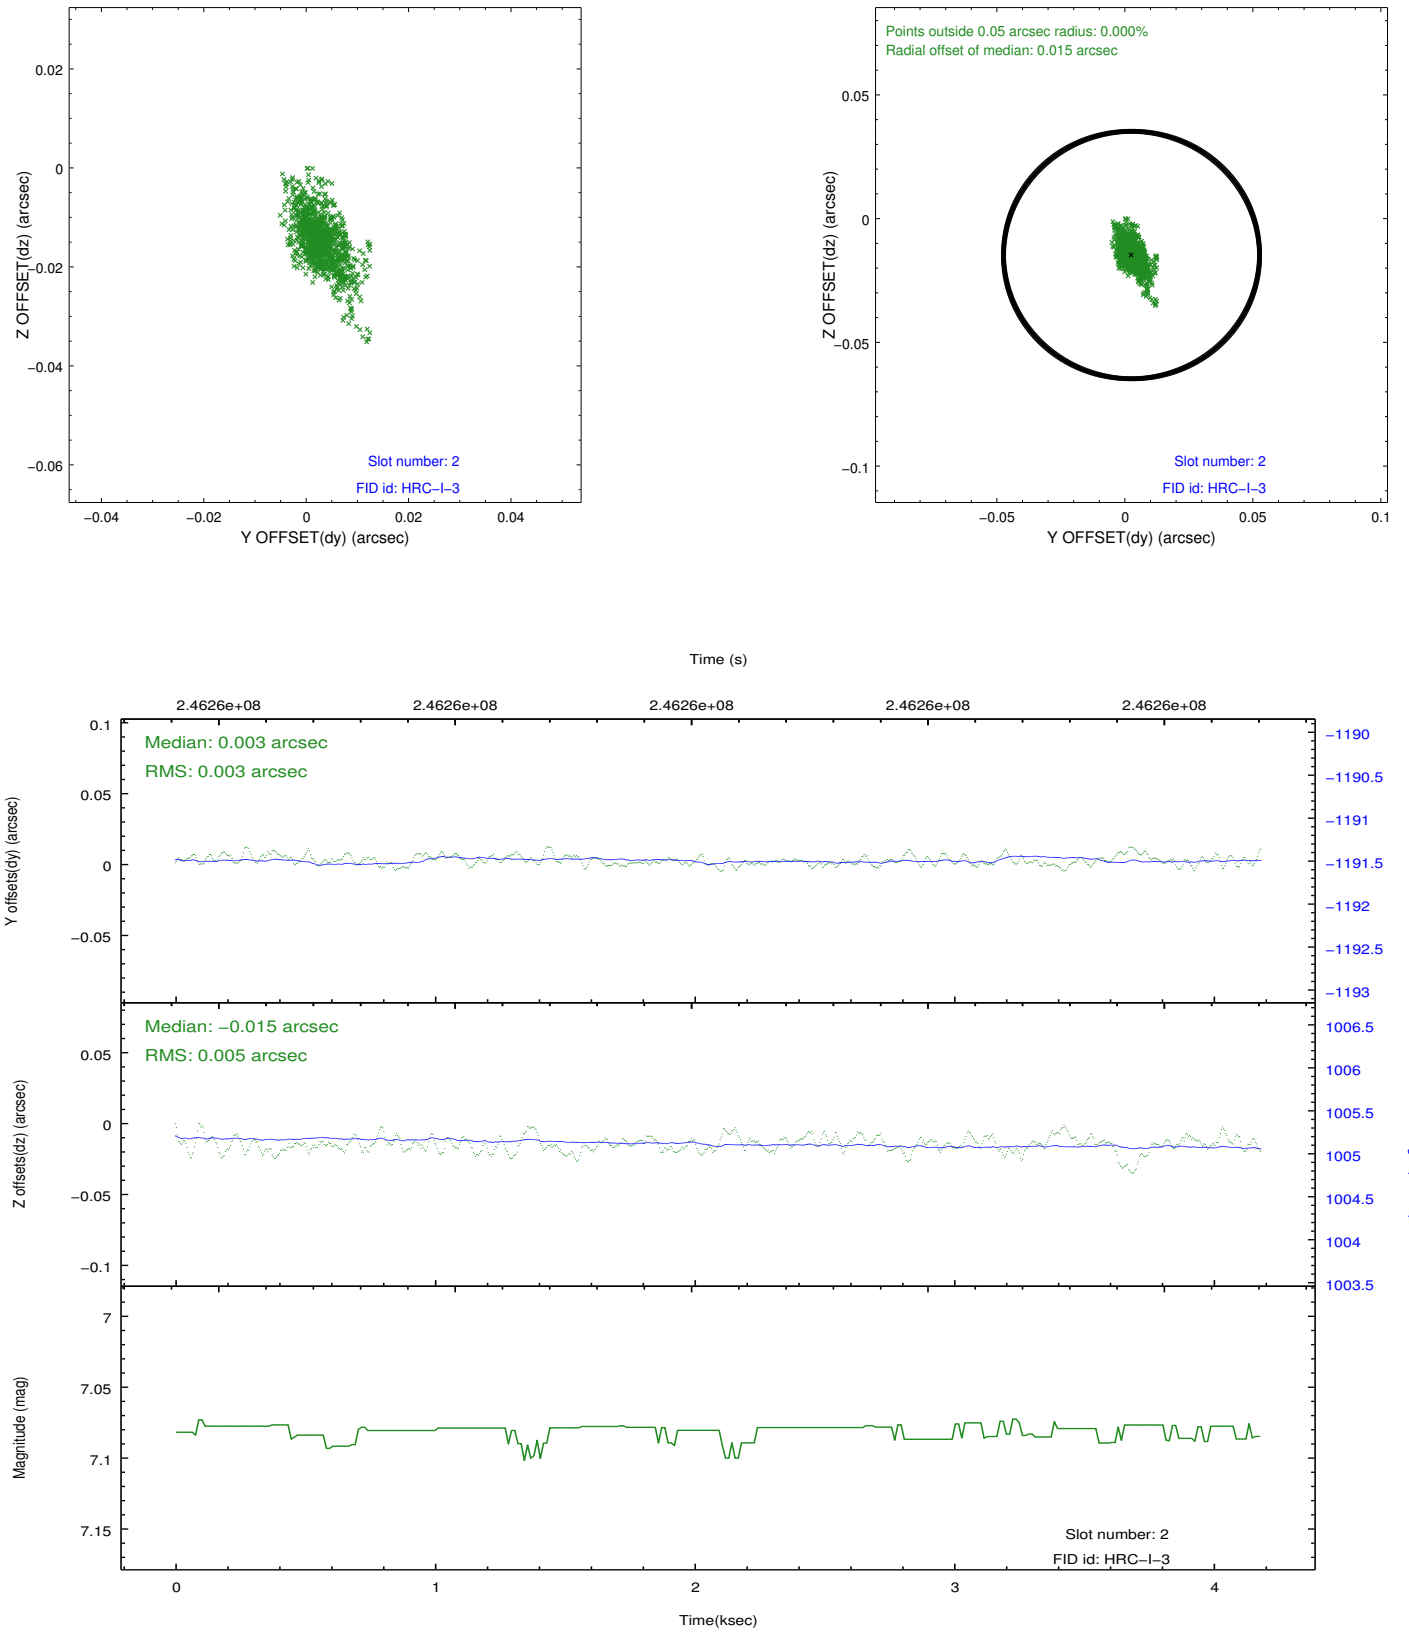 0.02
0
−0.02
−0.04
−0.06
Z OFFSET(dz) (arcsec)
−0.04 −0.02 0 0.02 0.04
Y OFFSET(dy) (arcsec)
Slot number: 2
FID id: HRC−I−3
Points outside 0.05 arcsec radius: 0.000%
Radial offset of median: 0.015 arcsec
0.05
0
−0.05
−0.1
Z OFFSET(dz) (arcsec)
−0.05 0 0.05 0.1
Y OFFSET(dy) (arcsec)
Slot number: 2
FID id: HRC−I−3
Time (s)
2.4626e+08 2.4626e+08 2.4626e+08 2.4626e+08 2.4626e+08
Median: 0.003 arcsec
RMS: 0.003 arcsec
0.1
0.05
0
−0.05
Y offsets(dy) (arcsec)
−1190
−1190.5
−1191
−1191.5
−1192
−1192.5
−1193
Median: −0.015 arcsec
RMS: 0.005 arcsec
0.05
0
−0.05
−0.1
Z offsets(dz) (arcsec)
1006.5
1006
1005.5
1005
1004.5
1004
1003.5
7
7.05
7.1
7.15
Magnitude (mag)
Slot number: 2
FID id: HRC−I−3
0 1 2 3 4
Time(ksec)